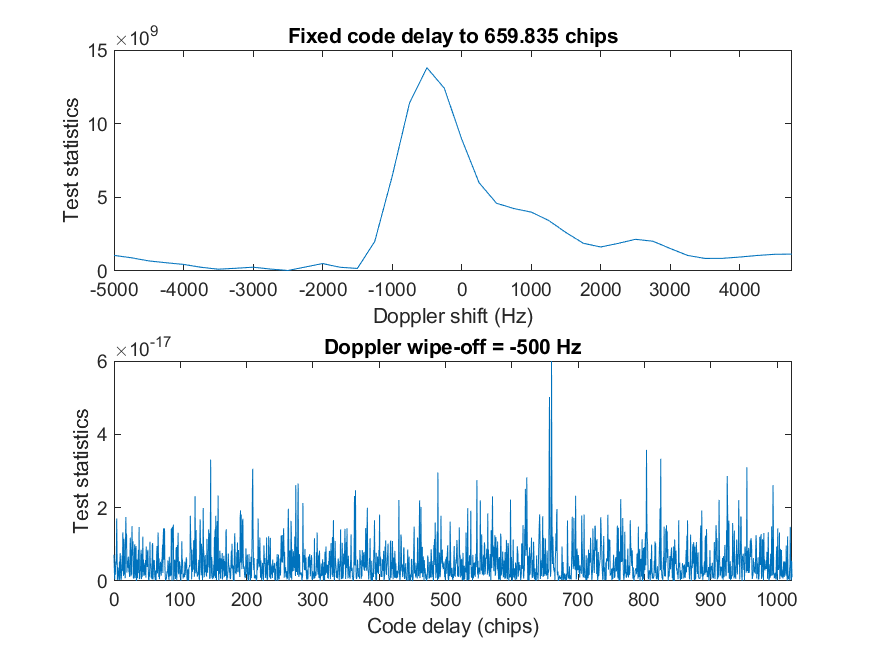 ×10⁹
Fixed code delay to 659.835 chips
15
10
5
0
Test statistics
-5000 -4000 -3000 -2000 -1000 0 1000 2000 3000 4000
Doppler shift (Hz)
×10⁻¹⁷
Doppler wipe-off = -500 Hz
6
4
2
0
Test statistics
0 100 200 300 400 500 600 700 800 900 1000
Code delay (chips)